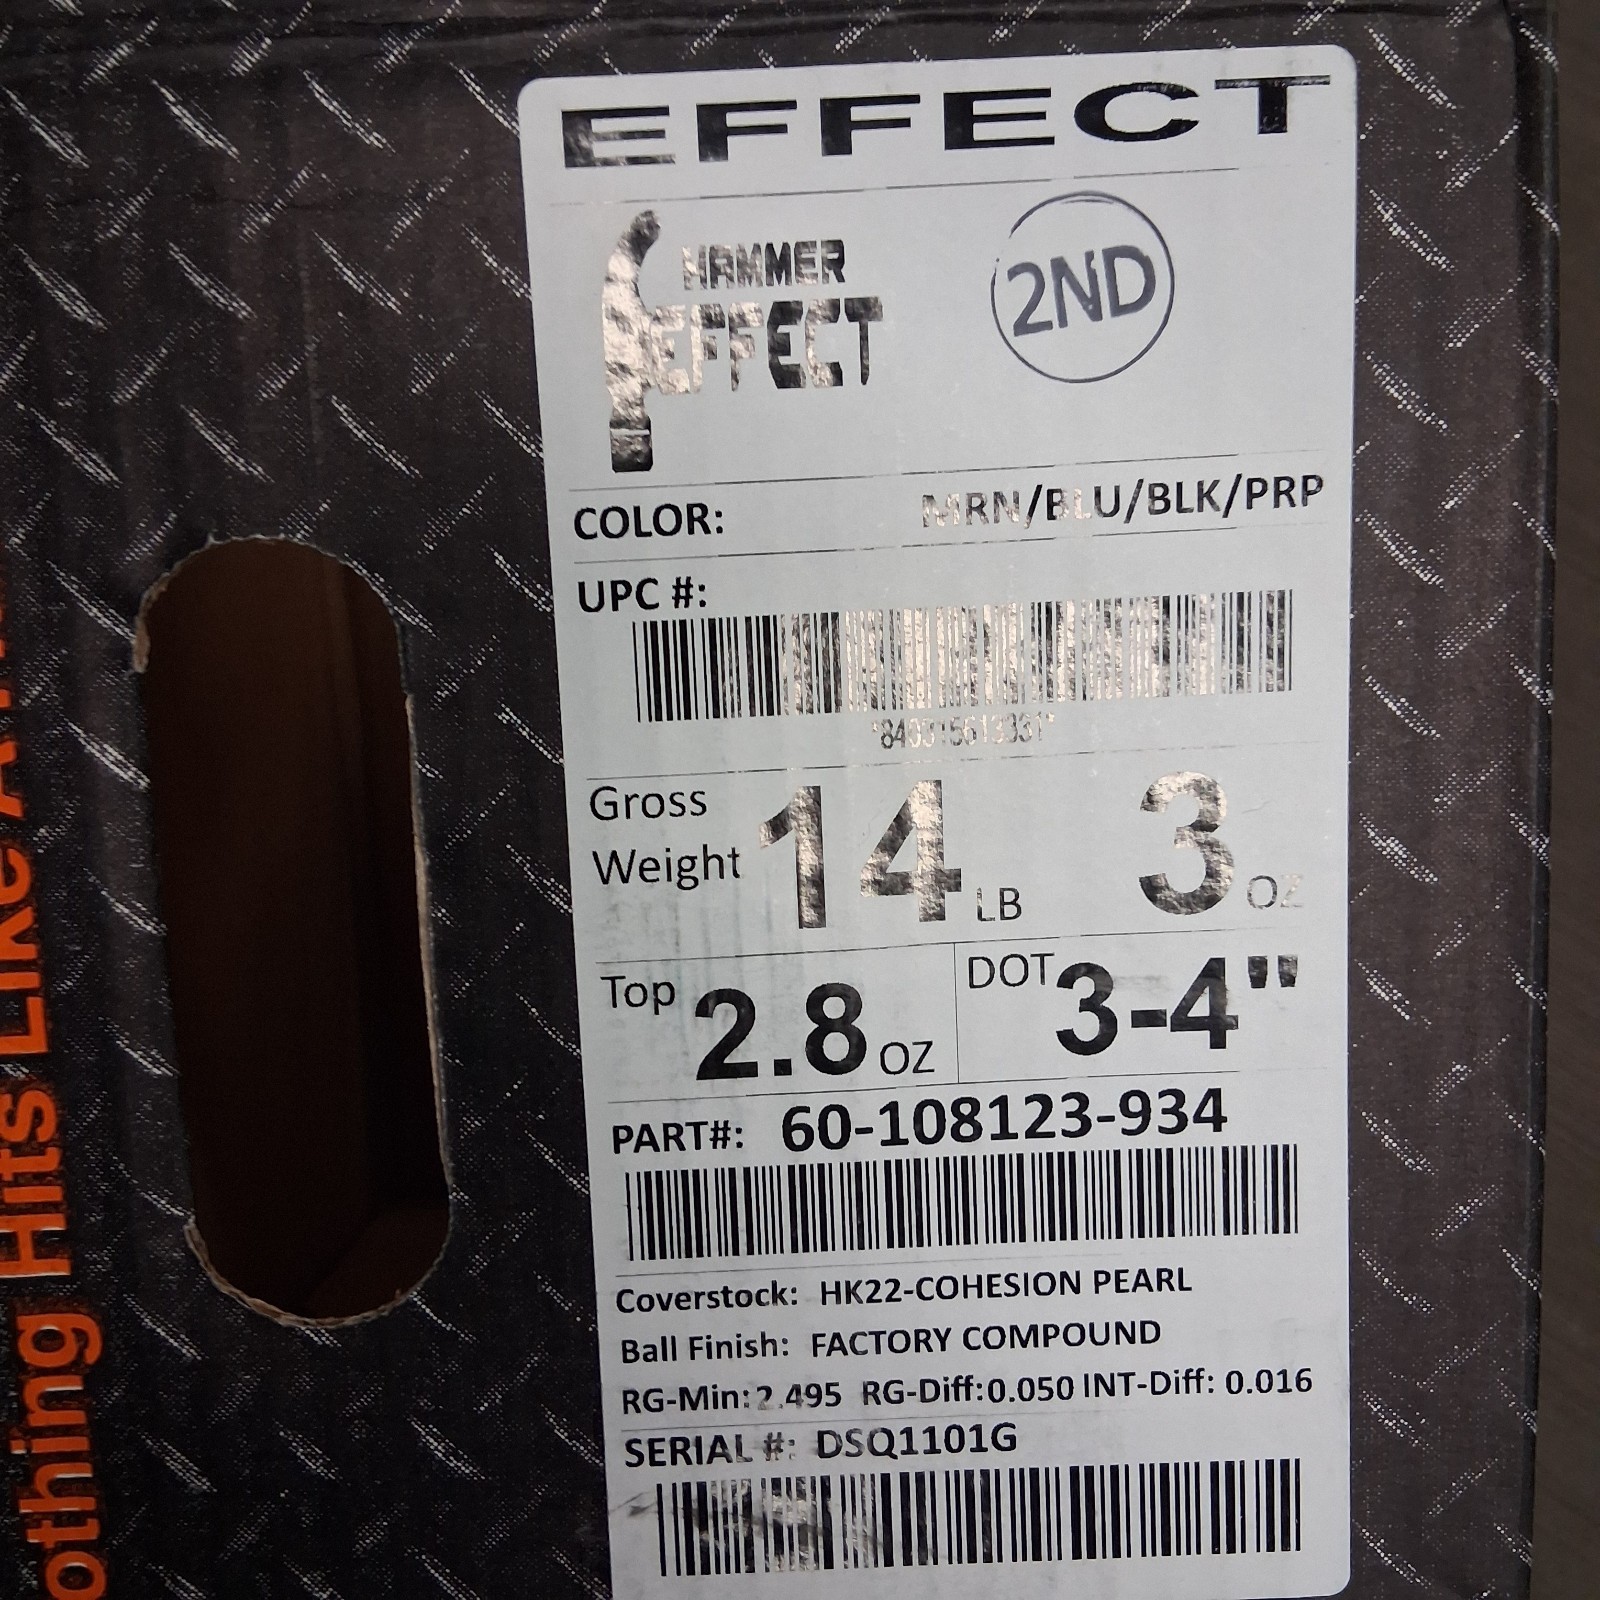 EFFECT
HAMMER
EFFECT
2ND
COLOR: MRN/BLU/BLK/PRP
UPC #:
Gross
Weight 14 LB 3 OZ
Top 2.8 OZ
DOT 3-4"
PART#: 60-108123-934
Coverstock: HK22-COHESION PEARL
Ball Finish: FACTORY COMPOUND
RG-Min: 2.495 RG-Diff:0.050 INT-Diff: 0.016
SERIAL #: DSQ1101G
othing Hits Like A